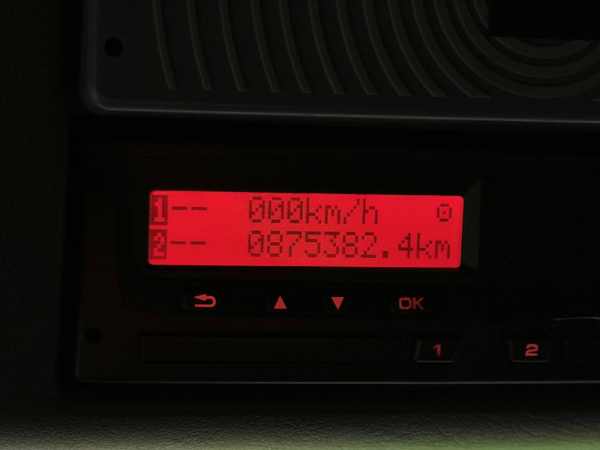 1 -- 000km/h o
2 -- 0875382.4km
▲ ▼ OK
1 2